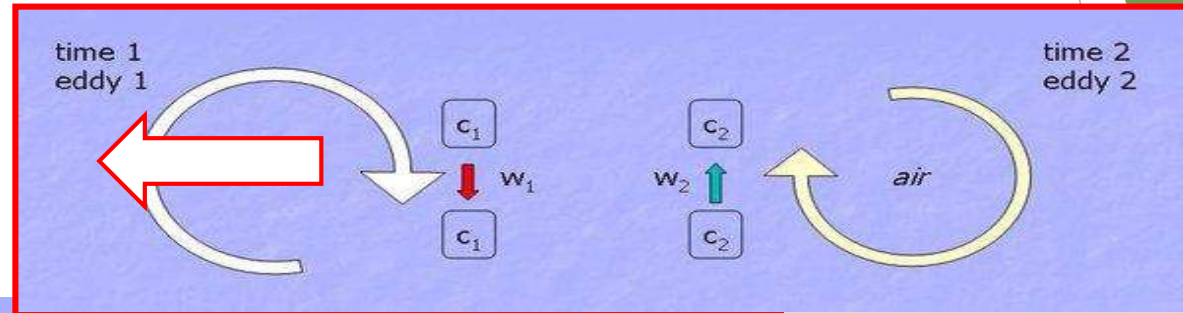 time 1
eddy 1
c₁
w₁
c₁
time 2
eddy 2
c₂
w₂
c₂
air